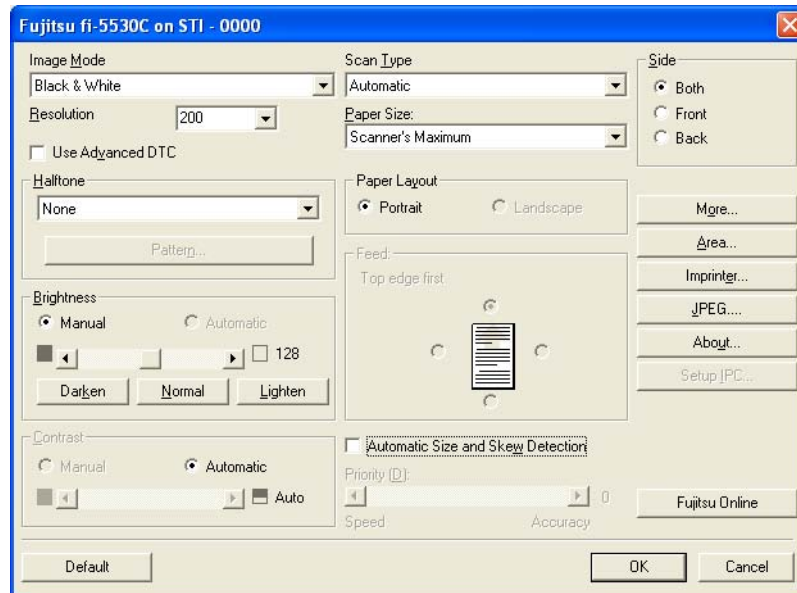 Fujitsu fi-5530C on STI - 0000
Image Mode
Black & White
Resolution
200
Use Advanced DTC
Halftone
None
Pattern...
Brightness
Manual
Automatic
128
Darken
Normal
Lighten
Contrast
Manual
Automatic
Auto
Scan Type
Automatic
Paper Size:
Scanner's Maximum
Paper Layout
Portrait
Landscape
Feed:
Top edge first
Automatic Size and Skew Detection
Priority (D):
0
Speed
Accuracy
Side
Both
Front
Back
More...
Area...
Imprinter...
JPEG....
About...
Setup IPC...
Fujitsu Online
Default
OK
Cancel